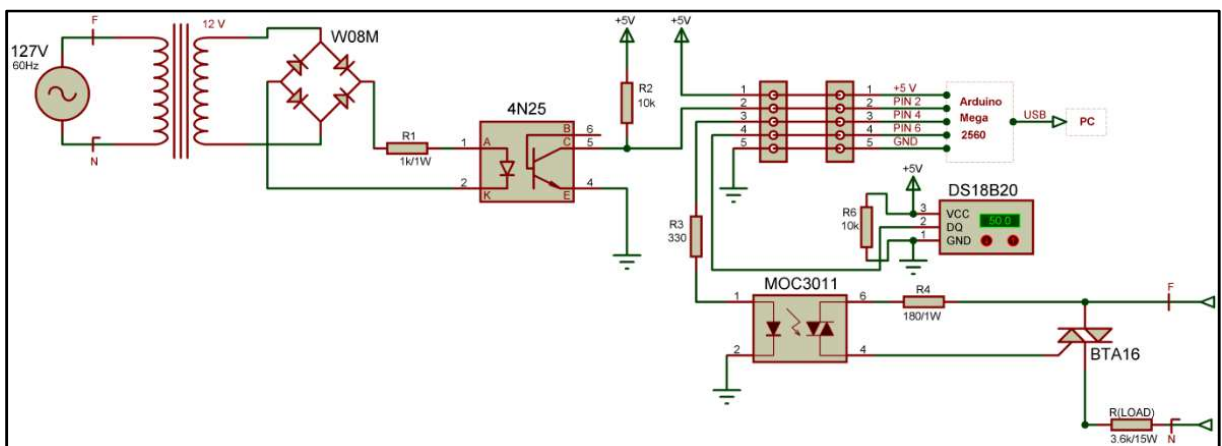 127V
60Hz
F
N
12 V
W08M
R1
1k/1W
4N25
A
K
B
C
E
1
2
6
5
4
+5V
R2
10k
+5V
1
2
3
4
5
1
2
3
4
5
+5 V
PIN 2
PIN 4
PIN 6
GND
Arduino
Mega
2560
USB
PC
R3
330
+5V
R6
10k
DS18B20
3
2
1
VCC
DQ
GND
50.0
MOC3011
1
2
6
4
R4
180/1W
F
BTA16
R(LOAD)
3.6k/15W
N